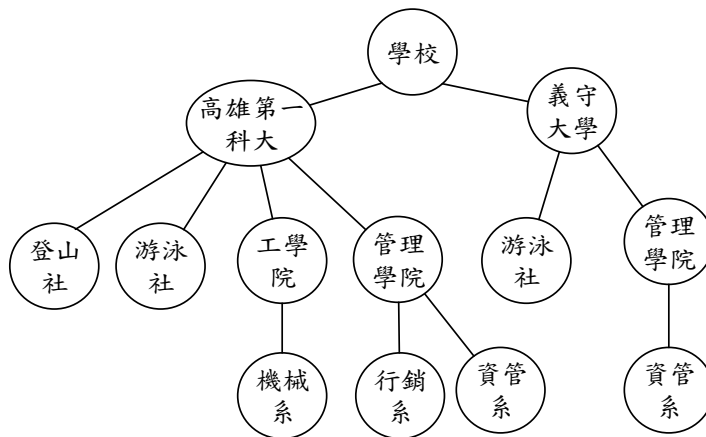 學校
高雄第一
科大
義守
大學
登山
社
游泳
社
工學
院
管理
學院
游泳
社
管理
學院
機械
系
行銷
系
資管
系
資管
系